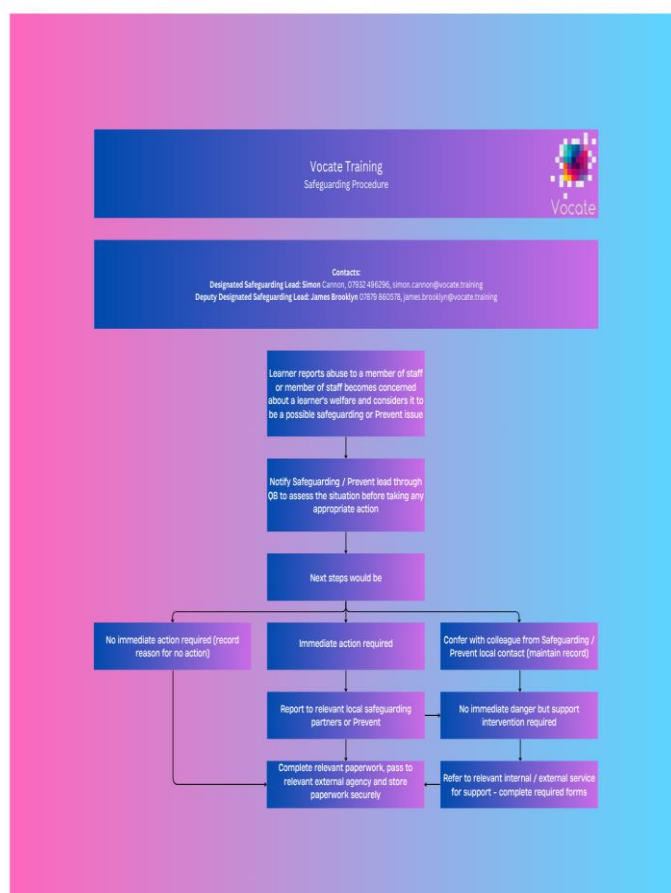 Vocate Training
Safeguarding Procedure
Vocate
Contacts:
Designated Safeguarding Lead: Simon Cannon, 07932 496296, simon.cannon@vocate.training
Deputy Designated Safeguarding Lead: James Brooklyn 07879 860578, james.brooklyn@vocate.training
Learner reports abuse to a member of staff
or member of staff becomes concerned
about a learner's welfare and considers it to
be a possible safeguarding or Prevent issue
Notify Safeguarding / Prevent lead through
QB to assess the situation before taking any
appropriate action
Next steps would be
No immediate action required (record
reason for no action)
Immediate action required
Confer with colleague from Safeguarding /
Prevent local contact (maintain record)
Report to relevant local safeguarding
partners or Prevent
No immediate danger but support
intervention required
Complete relevant paperwork, pass to
relevant external agency and store
paperwork securely
Refer to relevant internal / external service
for support - complete required forms